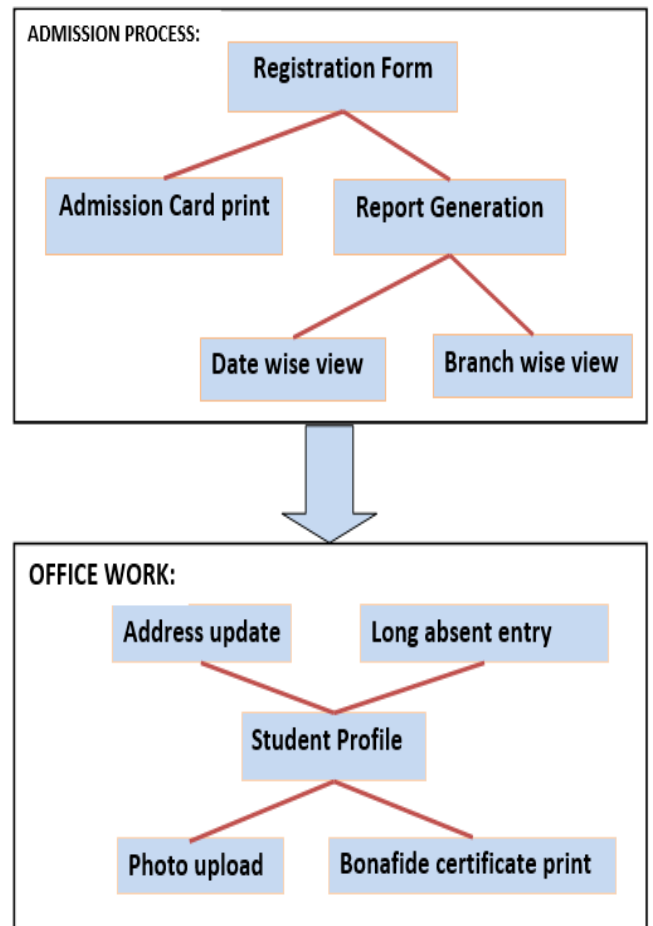 ADMISSION PROCESS:
Registration Form
Admission Card print
Report Generation
Date wise view
Branch wise view
OFFICE WORK:
Address update
Long absent entry
Student Profile
Photo upload
Bonafide certificate print